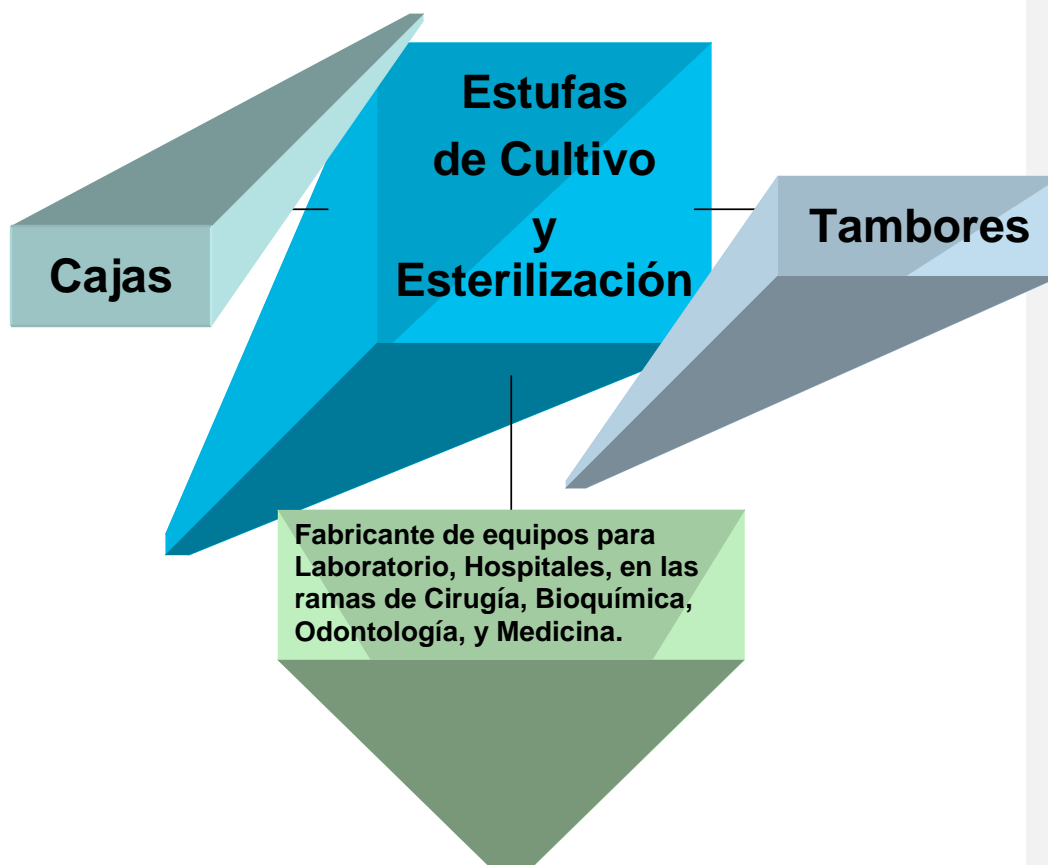 Estufas
de Cultivo
y
Esterilización
Cajas
Tambores
Fabricante de equipos para
Laboratorio, Hospitales, en las
ramas de Cirugía, Bioquímica,
Odontología, y Medicina.